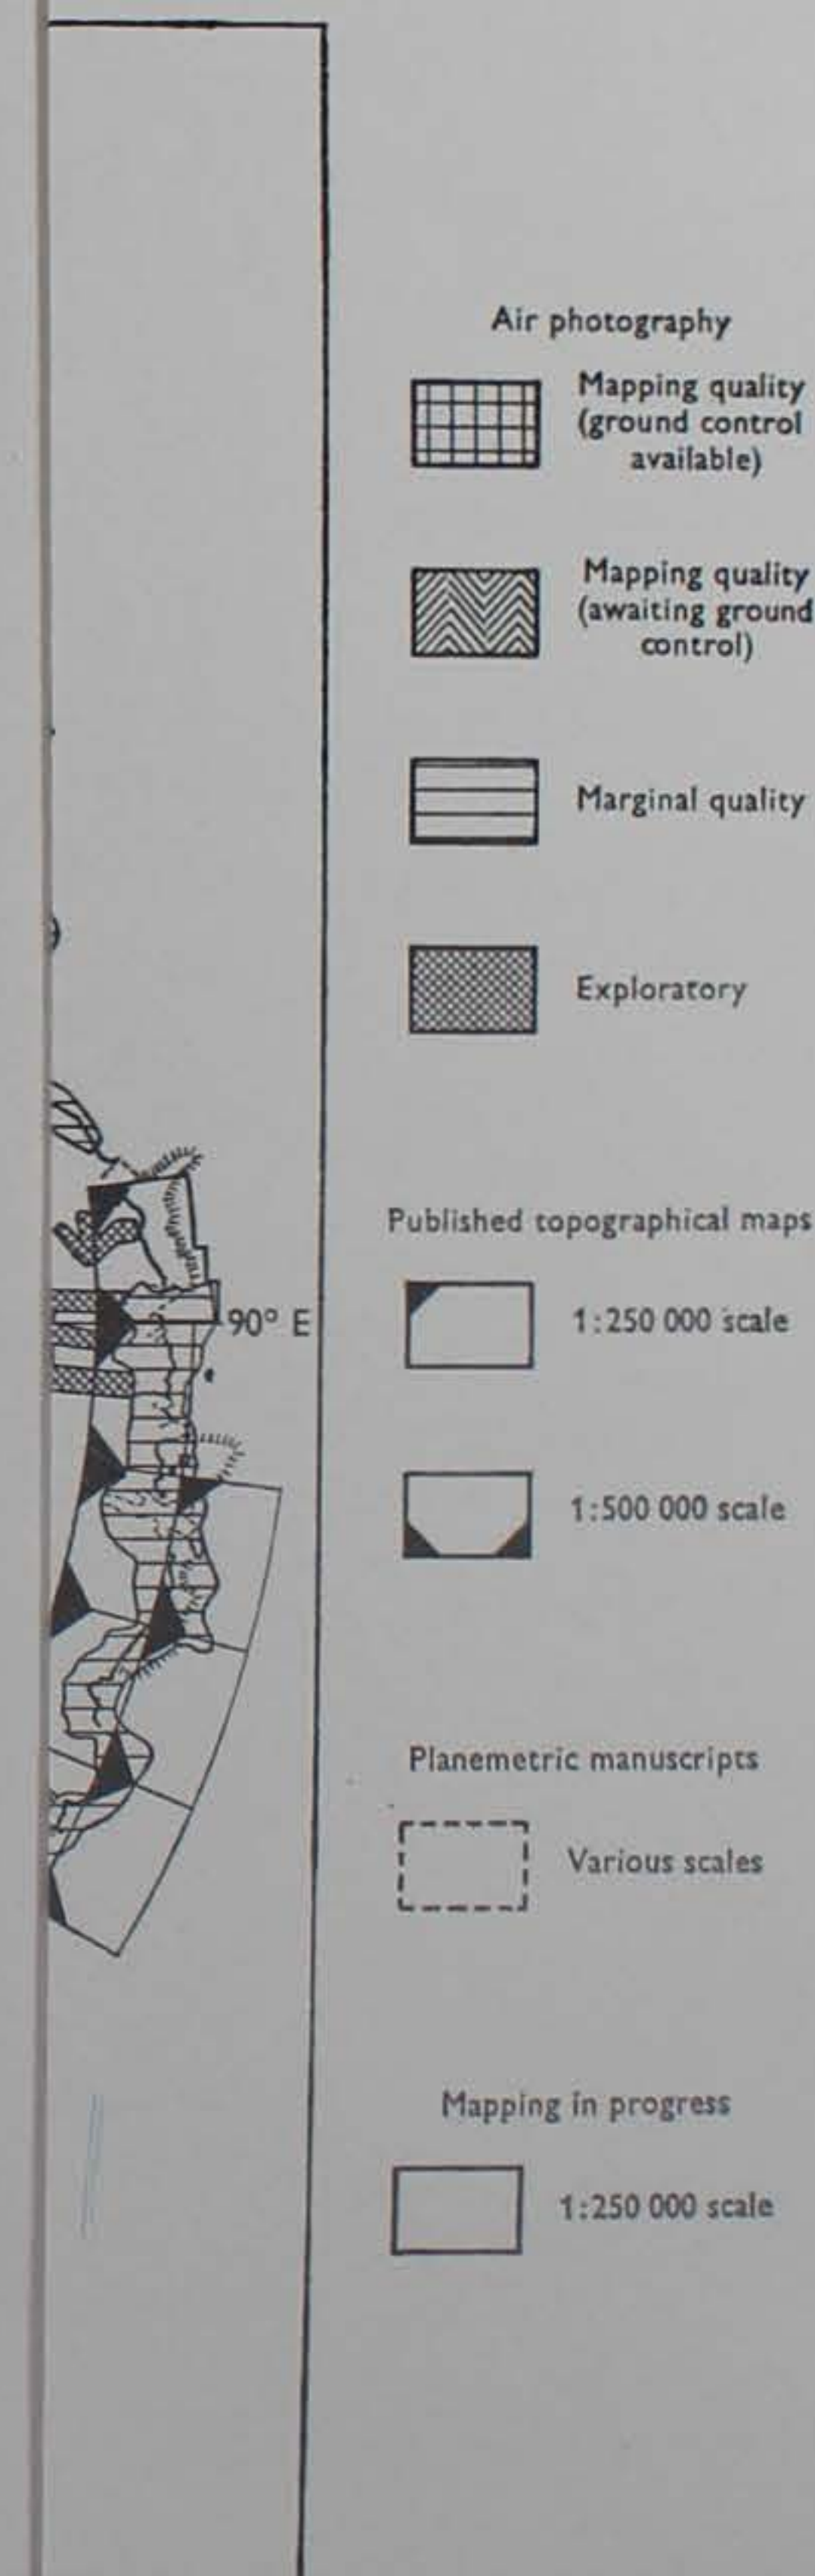 Air photography
Mapping quality
(ground control
available)
Mapping quality
(awaiting ground
control)
Marginal quality
Exploratory
Published topographical maps
90° E
1:250 000 scale
1:500 000 scale
Planemetric manuscripts
Various scales
Mapping in progress
1:250 000 scale